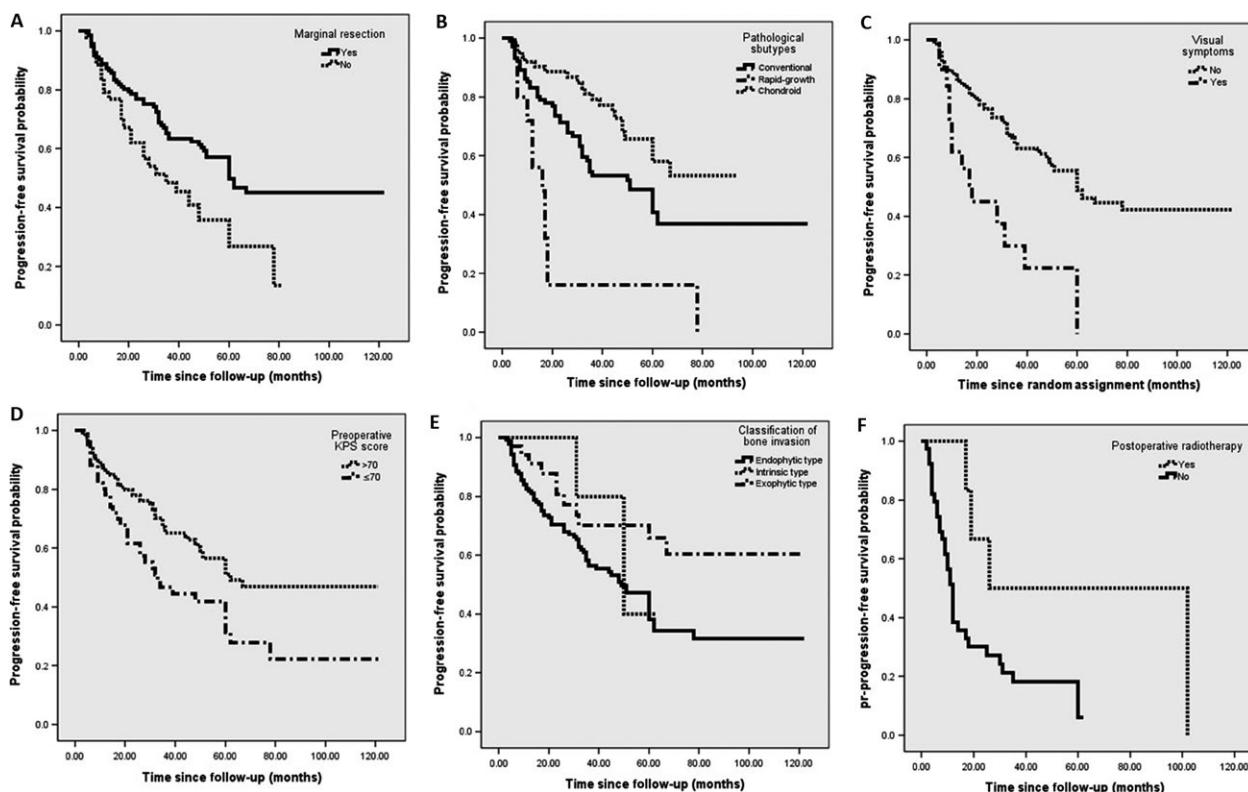 A
Progression-free survival probability
Marginal resection
Yes
No
1.0
0.8
0.6
0.4
0.2
0.0
0.00 20.00 40.00 60.00 80.00 100.00 120.00
Time since follow-up (months)
B
Progression-free survival probability
Pathological
sbutypes
Conventional
Rapid-growth
Chondroid
1.0
0.8
0.6
0.4
0.2
0.0
0.00 20.00 40.00 60.00 80.00 100.00 120.00
Time since follow-up (months)
C
Progression-free survival probability
Visual
symptoms
No
Yes
1.0
0.8
0.6
0.4
0.2
0.0
0.00 20.00 40.00 60.00 80.00 100.00 120.00
Time since random assignment (months)
D
Progression-free survival probability
Preoperative
KPS score
>70
≤70
1.0
0.8
0.6
0.4
0.2
0.0
0.00 20.00 40.00 60.00 80.00 100.00 120.00
Time since follow-up (months)
E
Progression-free survival probability
Classification of
bone invasion
Endophytic type
Intrinsic type
Exophytic type
1.0
0.8
0.6
0.4
0.2
0.0
0.00 20.00 40.00 60.00 80.00 100.00 120.00
Time since follow-up (months)
F
pr-progression-free survival probability
Postoperative radiotherapy
Yes
No
1.0
0.8
0.6
0.4
0.2
0.0
0.00 20.00 40.00 60.00 80.00 100.00 120.00
Time since follow-up (months)